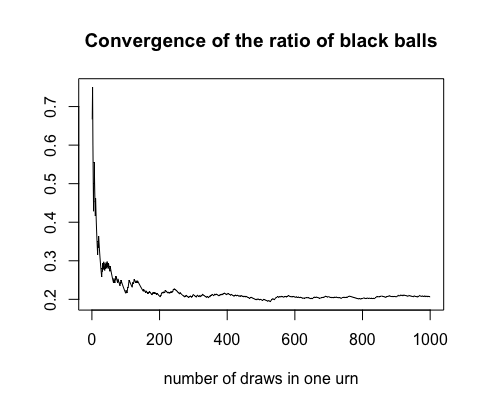 Convergence of the ratio of black balls
0.7
0.6
0.5
0.4
0.3
0.2
0 200 400 600 800 1000
number of draws in one urn